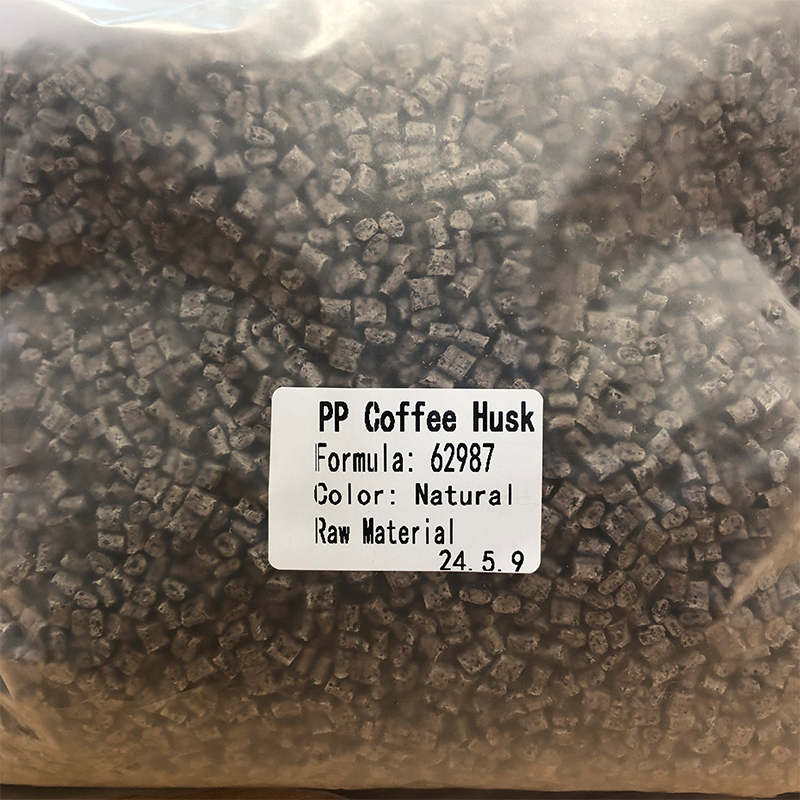 PP Coffee Husk
Formula: 62987
Color: Natural
Raw Material
24.5.9